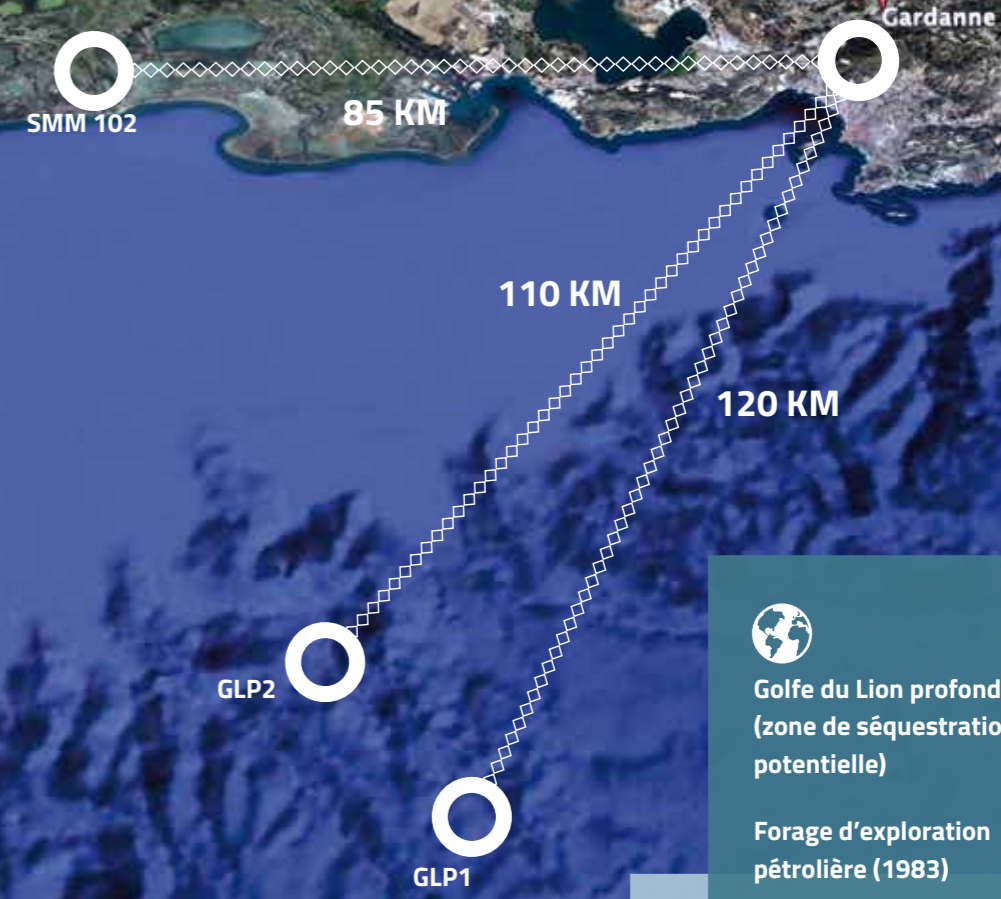 Gardanne
SMM 102
85 KM
110 KM
120 KM
GLP2
GLP1
Golfe du Lion profond
(zone de séquestratio
potentielle)
Forage d'exploration
pétrolière (1983)